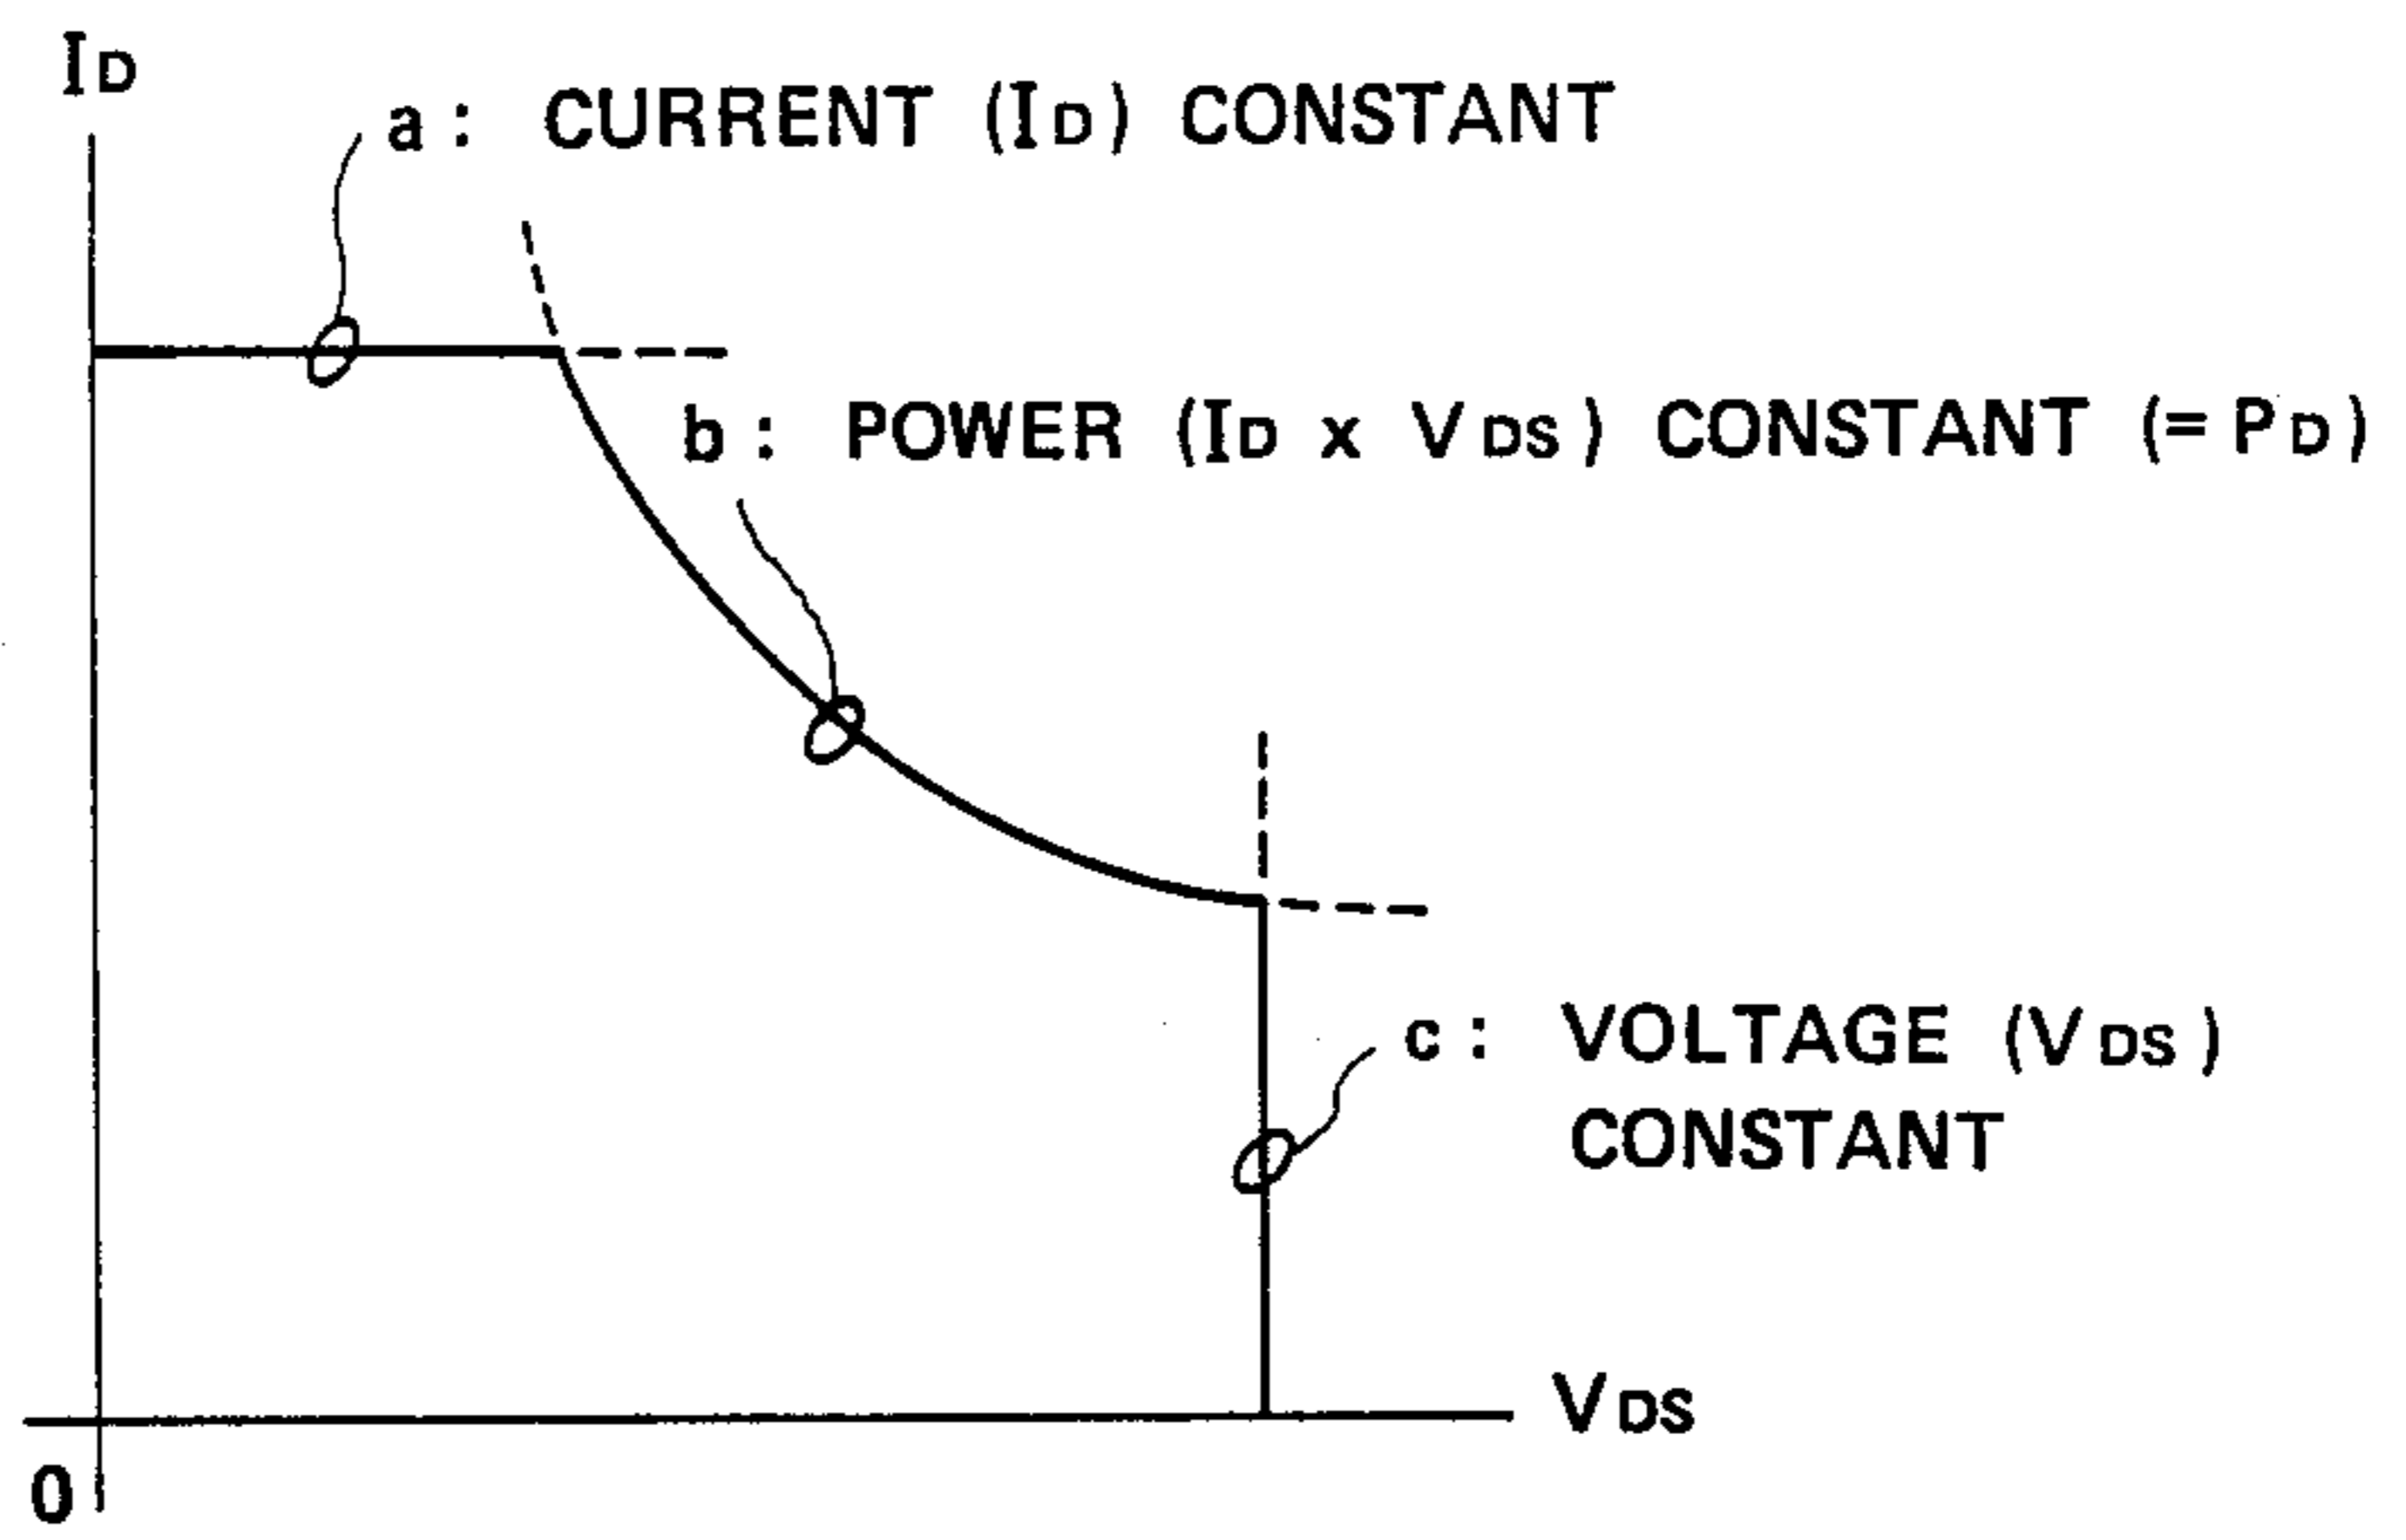 ID
a: CURRENT (ID) CONSTANT
b: POWER (ID x VDS) CONSTANT (= PD)
c: VOLTAGE (VDS)
CONSTANT
VDS
0